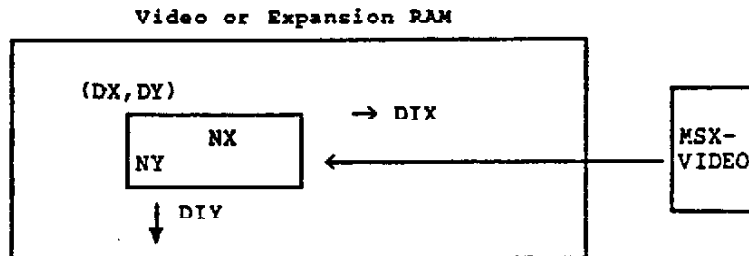 Video or Expansion RAM
(DX,DY)
→ DIX
NX
NY
MSX-
VIDEO
DIY